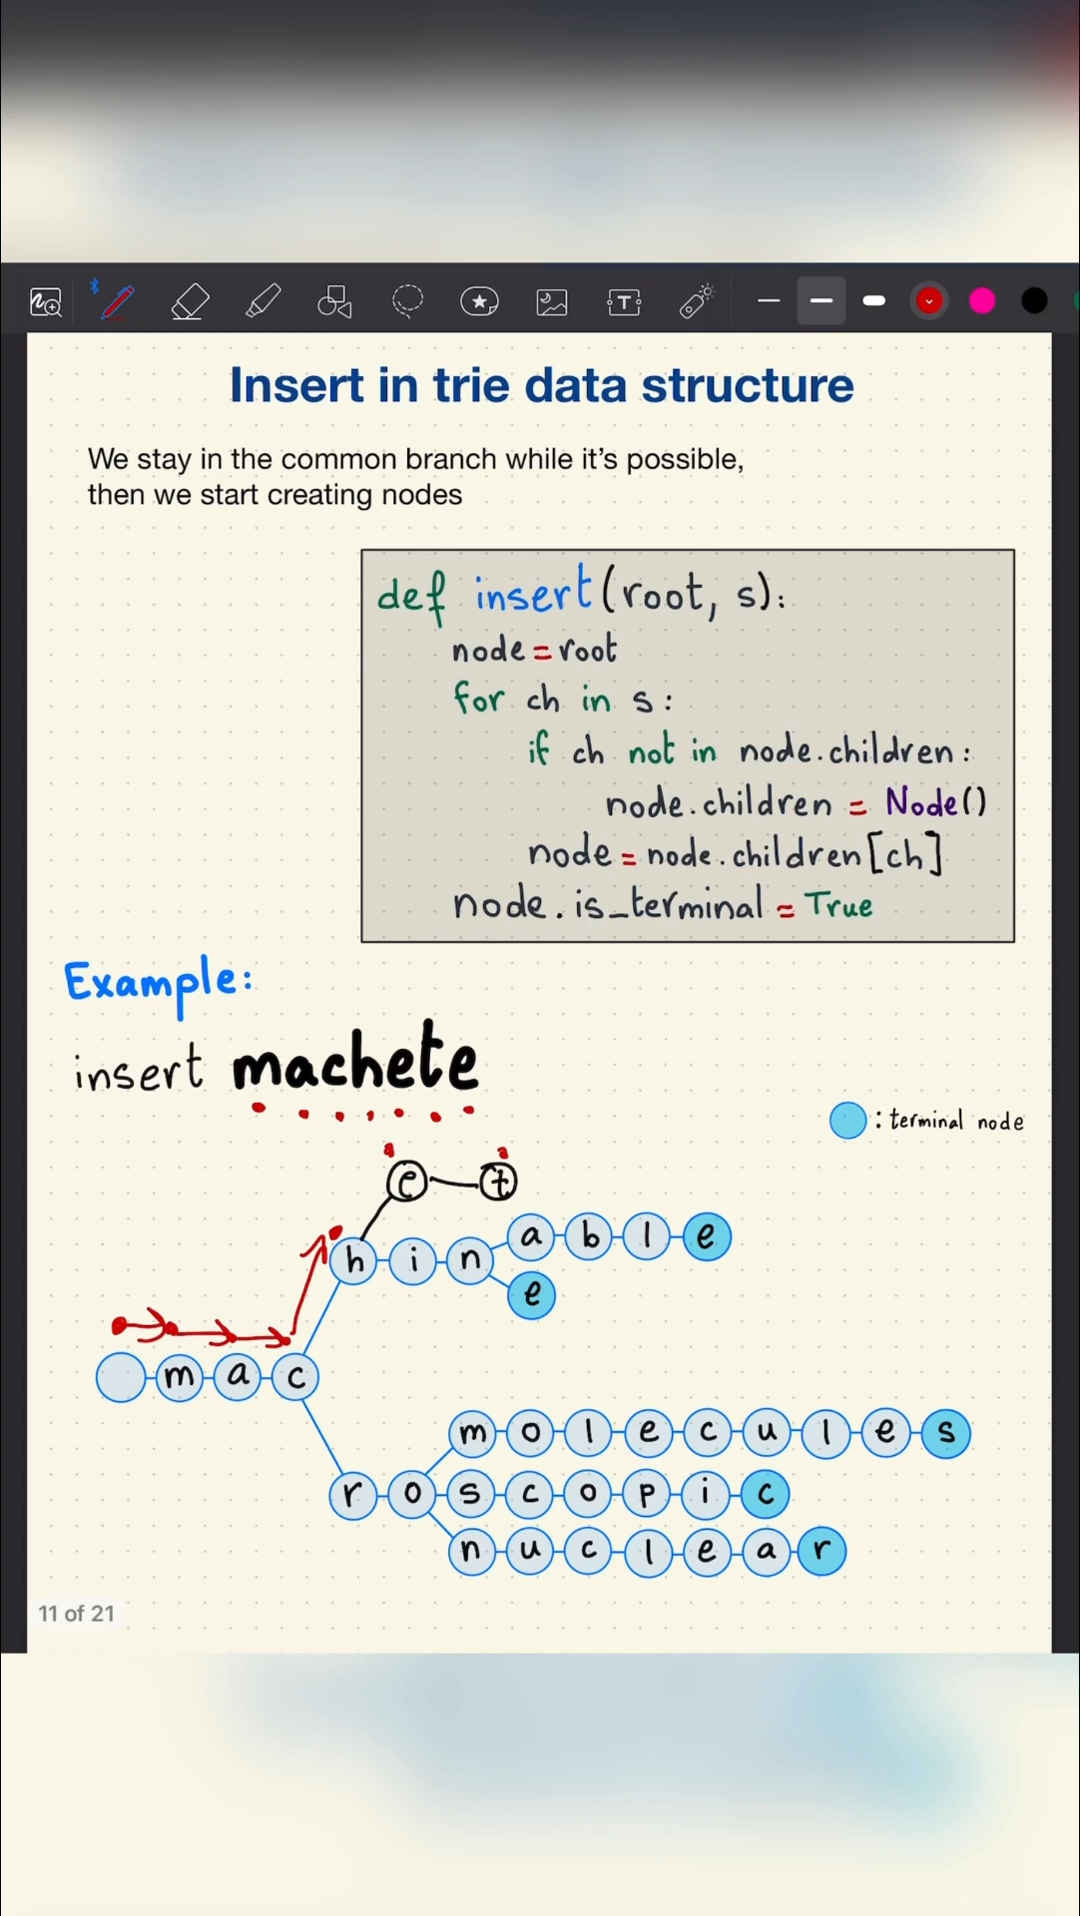 Insert in trie data structure
We stay in the common branch while it's possible,
then we start creating nodes
def insert(root, s):
node = root
for ch in s:
if ch not in node.children:
node.children = Node()
node = node.children[ch]
node.is_terminal = True
Example:
insert machete
: terminal node
e t
h i n a b l e
e
m a c
m o l e c u l e s
r o s c o p i c
n u c l e a r
11 of 21